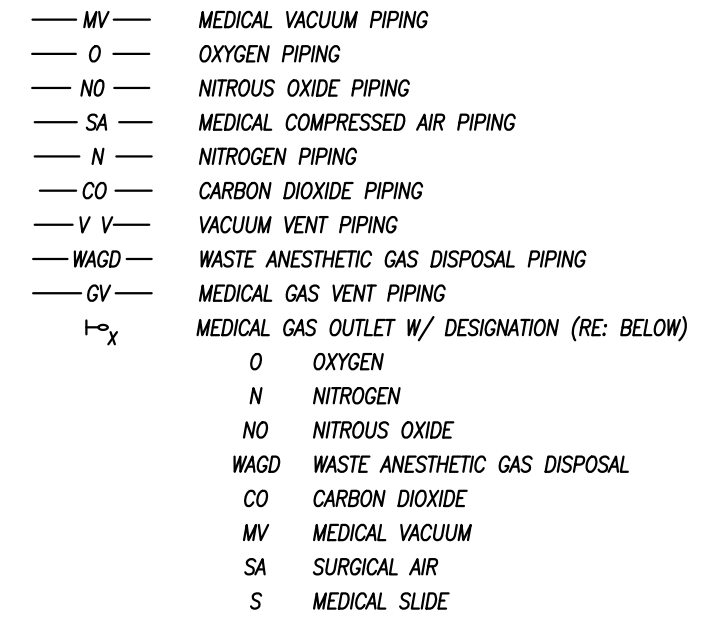 MV MEDICAL VACUUM PIPING
O OXYGEN PIPING
NO NITROUS OXIDE PIPING
SA MEDICAL COMPRESSED AIR PIPING
N NITROGEN PIPING
CO CARBON DIOXIDE PIPING
V V VACUUM VENT PIPING
WAGD WASTE ANESTHETIC GAS DISPOSAL PIPING
GV MEDICAL GAS VENT PIPING
X MEDICAL GAS OUTLET W/ DESIGNATION (RE: BELOW)
O OXYGEN
N NITROGEN
NO NITROUS OXIDE
WAGD WASTE ANESTHETIC GAS DISPOSAL
CO CARBON DIOXIDE
MV MEDICAL VACUUM
SA SURGICAL AIR
S MEDICAL SLIDE